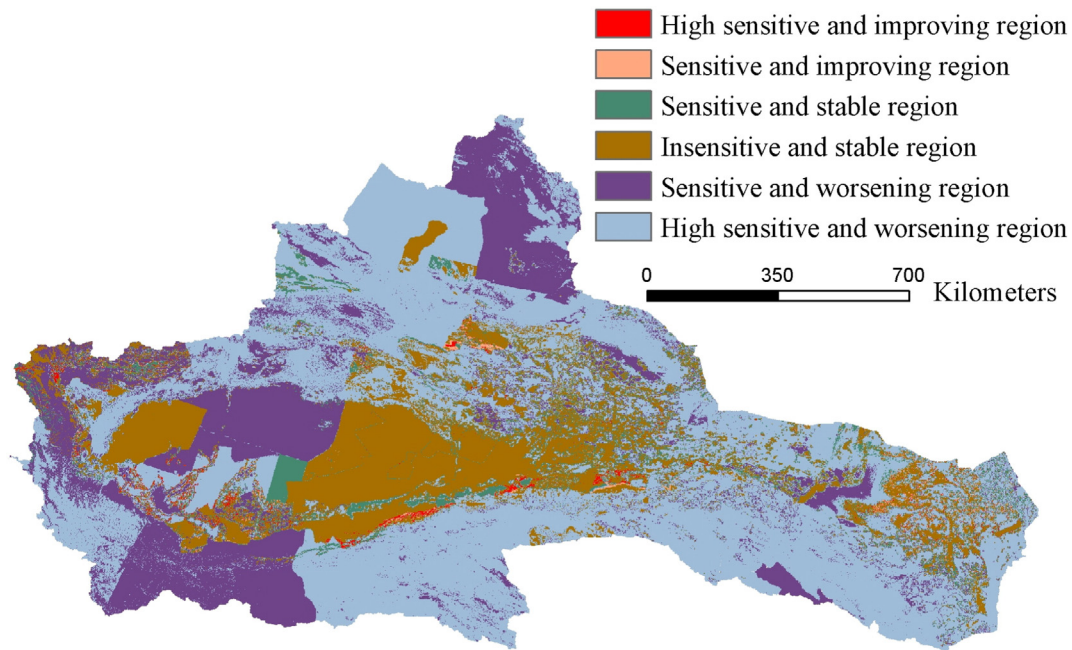 High sensitive and improving region
Sensitive and improving region
Sensitive and stable region
Insensitive and stable region
Sensitive and worsening region
High sensitive and worsening region
0 350 700
Kilometers